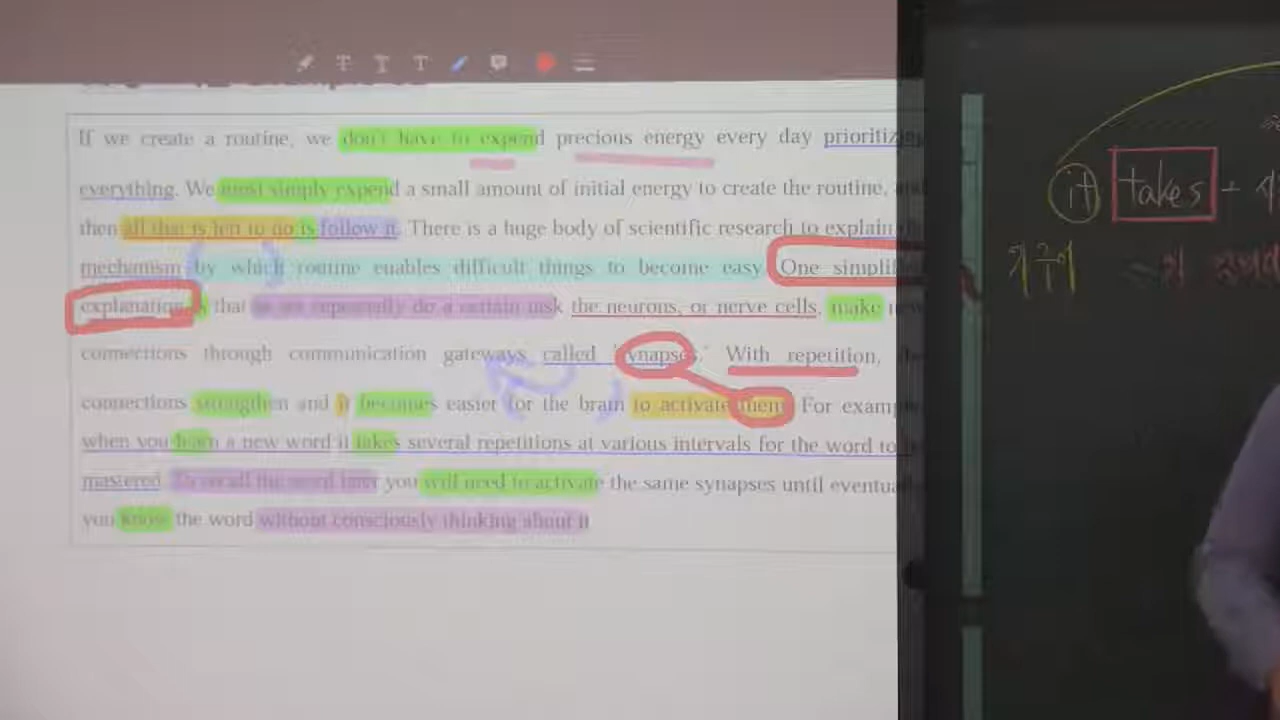 If we create a routine, we don't have to expend precious energy every day prioritizing
everything. We must simply expend a small amount of initial energy to create the routine, and
then all that is left to do is follow it. There is a huge body of scientific research to explain
mechanism by which routine enables difficult things to become easy. One simplified
explanation is that as we repeatedly do a certain task the neurons, or nerve cells, make new
connections through communication gateways called 'synapses.' With repetition,
connections strengthen and it becomes easier for the brain to activate them. For example,
when you learn a new word it takes several repetitions at various intervals for the word to be
mastered. To recall the word later you will need to activate the same synapses until eventually
you know the word without consciously thinking about it
it takes +